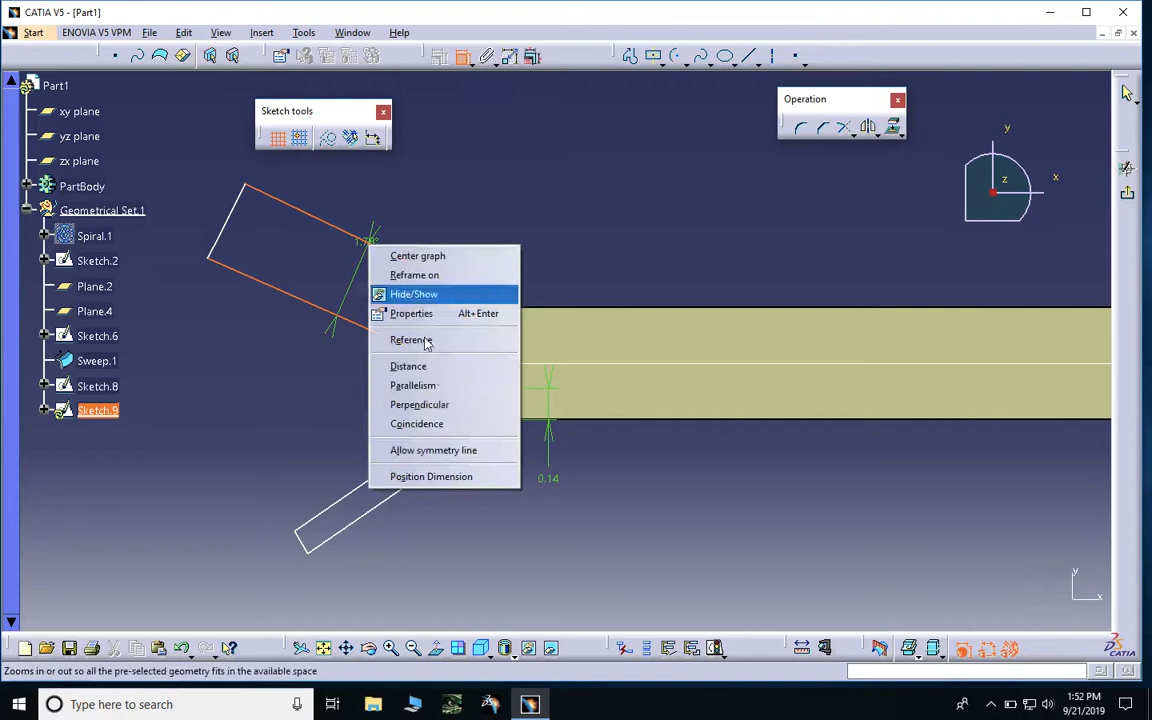 CATIA V5 - [Part1]
Start ENOVIA V5 VPM File Edit View Insert Tools Window Help
Part1
xy plane
yz plane
zx plane
PartBody
Geometrical Set.1
Spiral.1
Sketch.2
Plane.2
Plane.4
Sketch.6
Sweep.1
Sketch.8
Sketch.9
Sketch tools
Operation
y
x
z
Center graph
Reframe on
Hide/Show
Properties Alt+Enter
Reference
Distance
Parallelism
Perpendicular
Coincidence
Allow symmetry line
Position Dimension
0.14
y
x
Zooms in or out so all the pre-selected geometry fits in the available space
CATIA
Type here to search
1:52 PM
9/21/2019